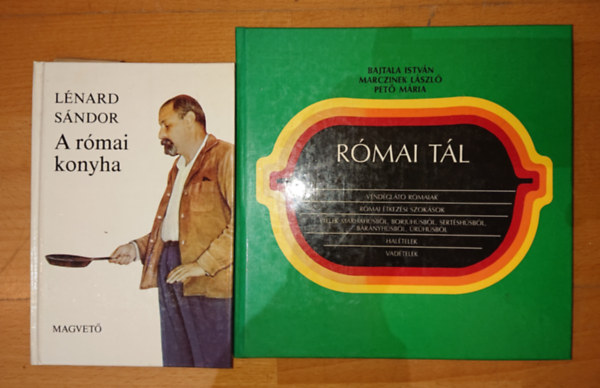 LÉNARD
SÁNDOR
A római
konyha
MAGVETŐ
BAJTALA ISTVÁN
MARCZINEK LÁSZLÓ
PETŐ MÁRIA
RÓMAI TÁL
VENDÉGLÁTÓ RÓMAIAK
RÓMAI ÉTKEZÉSI SZOKÁSOK
MARHAHÚSBÓL, BORJÚHÚSBÓL, SERTÉSHÚSBÓL,
BÁRÁNYHÚSBÓL, ÜRÜHÚSBÓL
HALÉTELEK
VADÉTELEK